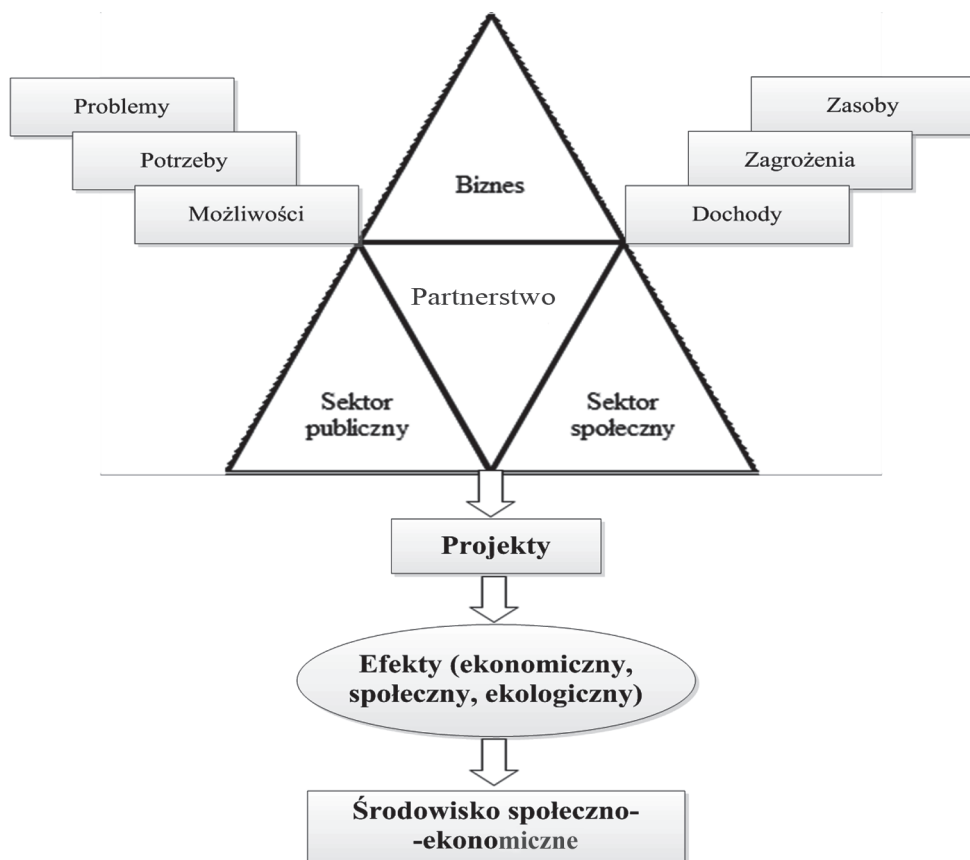 Problemy
Potrzeby
Możliwości
Zasoby
Zagrożenia
Dochody
Biznes
Partnerstwo
Sektor
publiczny
Sektor
społeczny
Projekty
Efekty (ekonomiczny,
społeczny, ekologiczny)
Środowisko społeczno-
-ekonomiczne